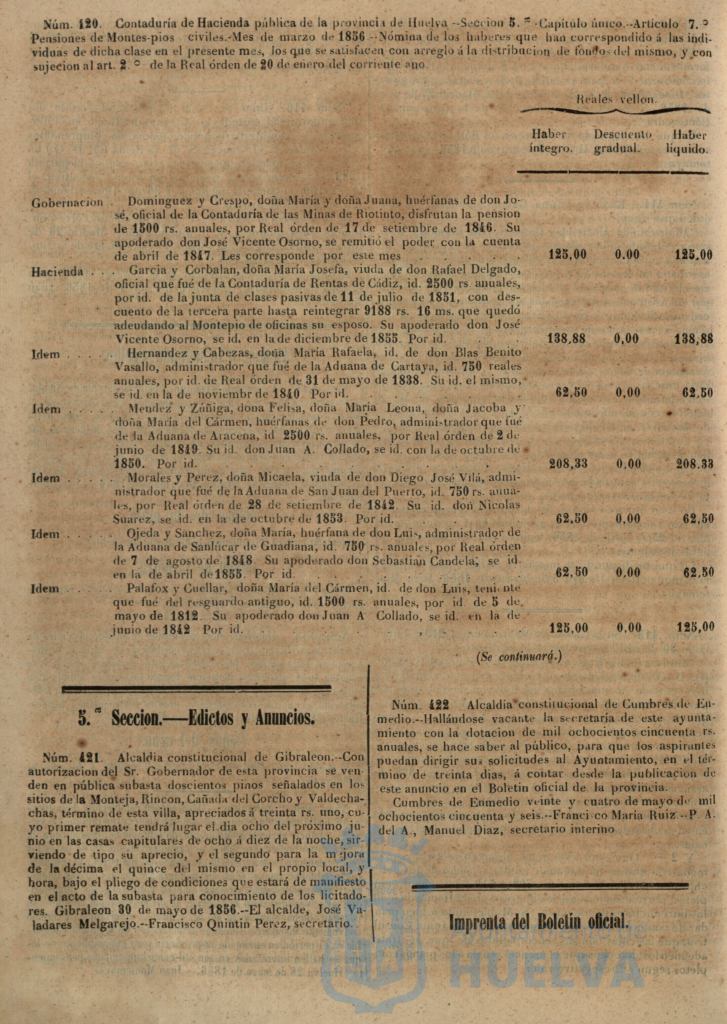 Núm. 420. Contaduría de Hacienda pública de la provincia de Huelva--Seccion 5.ª-Capitulo único.--Articulo 7.º
Pensiones de Montes-pios civiles.-Mes de marzo de 1856--Nómina de los haberes que han correspondido á las indi-
viduas de dicha clase en el presente mes, los que se satisfacen con arreglo á la distribucion de fondos del mismo, y con
sujecion al art. 2.º de la Real órden de 20 de enero del corriente ano.
Reales vellon.
Haber íntegro. Descuento gradual. Haber líquido.
Gobernacion . Dominguez y Crespo, doña María y doña Juana, huérfanas de don Jo-
sé, oficial de la Contaduría de las Minas de Riotinto, disfrutan la pension
de 1500 rs. anuales, por Real órden de 17 de setiembre de 1846. Su
apoderado don José Vicente Osorno, se remitió el poder con la cuenta
de abril de 1847. Les corresponde por este mes . . . . . 125,00 0.00 125,00
Hacienda . . . Garcia y Corbalan, doña María Josefa, viuda de don Rafael Delgado,
oficial que fué de la Contaduría de Rentas de Cádiz, id. 2500 rs. anuales,
por id. de la junta de clases pasivas de 11 de julio de 1851, con des-
cuento de la tercera parte hasta reintegrar 9188 rs. 16 ms. que quedó
adeudando al Montepio de oficinas su esposo. Su apoderado don José
Vicente Osorno, se id. en la de diciembre de 1855. Por id. . . . 138,88 0,00 138,88
Idem . . . . . Hernandez y Cabezas, doña María Rafaela, id. de don Blas Benito
Vasallo, administrador que fué de la Aduana de Cartaya, id. 750 reales
anuales, por id. de Real órden de 31 de mayo de 1838. Su id. el mismo,
se id. en la de noviembr de 1840 Por id. . . . . . 62,50 0,00 62,50
Idem . . . . . Mendez y Zúñiga, dona Felisa, doña Maria Leona, doña Jacoba y
doña María del Cármen, huérfanas de don Pedro, administrador que fué
de la Aduana de Aracena, id 2500 rs. anuales, por Real órden de 2 de
junio de 1849. Su id. don Juan A. Collado, se id. con la de octubre de
1850. Por id. . . . . . . 208,33 0,00 208.33
Idem . . . . . Morales y Perez, doña Micaela, viuda de don Diego José Vilá, admi-
nistrador que fué de la Aduana de San Juan del Puerto, id. 750 rs. anua-
les, por Real órden de 28 de setiembre de 1842 Su id. don Nicolas
Suarez, se id. en la de octubre de 1853. Por id. . . . . 62,50 0,00 62,50
Idem . . . . . Ojeda y Sanchez, doña María, huérfana de don Luis, administrador de
la Aduana de Sanlúcar de Guadiana, id. 750 rs. anuales, por Real órden
de 7 de agosto de 1848. Su apoderado don Sebastian Candela, se id.
en la de abril de 1855. Por id. . . . . . 62,50 0,00 62,50
Idem . . . . . Palafox y Cuellar, doña María del Cármen, id. de don Luis, teniente
que fué del resguardo antiguo, id. 1500 rs. anuales, por id de 5 de
mayo de 1812. Su apoderado don Juan A Collado, se id. en la de
junio de 1842 Por id. . . . . . 125,00 0,00 125,00
(Se continuará.)
5.ª Seccion.—Edictos y Anuncios.
Núm. 421. Alcaldia constitucional de Gibraleon.--Con
autorizacion del Sr. Gobernador de esta provincia se ven-
den en pública subasta doscientos pinos señalados en los
sitios de la Monteja, Rincon, Cañada del Corcho y Valdecha-
chas, término de esta villa, apreciados á treinta rs. uno, cu-
yo primer remate tendrá lugar el dia ocho del próximo
junio en las casas capitulares de ocho á diez de la noche, sir-
viendo de tipo su aprecio, y el segundo para la mejora
de la décima el quince del mismo en el propio local, y
hora, bajo el pliego de condiciones que estará de manifiesto
en el acto de la subasta para conocimiento de los licitado-
res. Gibraleon 30 de mayo de 1856.--El alcalde, José Va-
ladares Melgarejo.--Francisco Quintin Perez, secretario.
Núm. 422 Alcaldía constitucional de Cumbres de En-
medio.--Hallándose vacante la secretaria de este ayunta-
miento con la dotacion de mil ochocientos cincuenta rs.
anuales, se hace saber al público, para que los aspirantes
puedan dirigir sus solicitudes al Ayuntamiento, en el tér-
mino de treinta dias, á contar desde la publicacion de
este anuncio en el Boletin oficial de la provincia.
Cumbres de Enmedio veinte y cuatro de mayo de mil
ochocientos cincuenta y seis.--Francisco María Ruiz--P. A.
del A., Manuel Diaz, secretario interino
Imprenta del Boletin oficial.
HUELVA